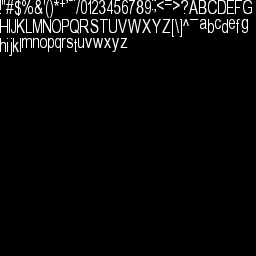 !"#$%&'()*+,-./0123456789:;<=>?ABCDEFG
HIJKLMNOPQRSTUVWXYZ[\]^_`abcdefg
hijklmnopqrstuvwxyz